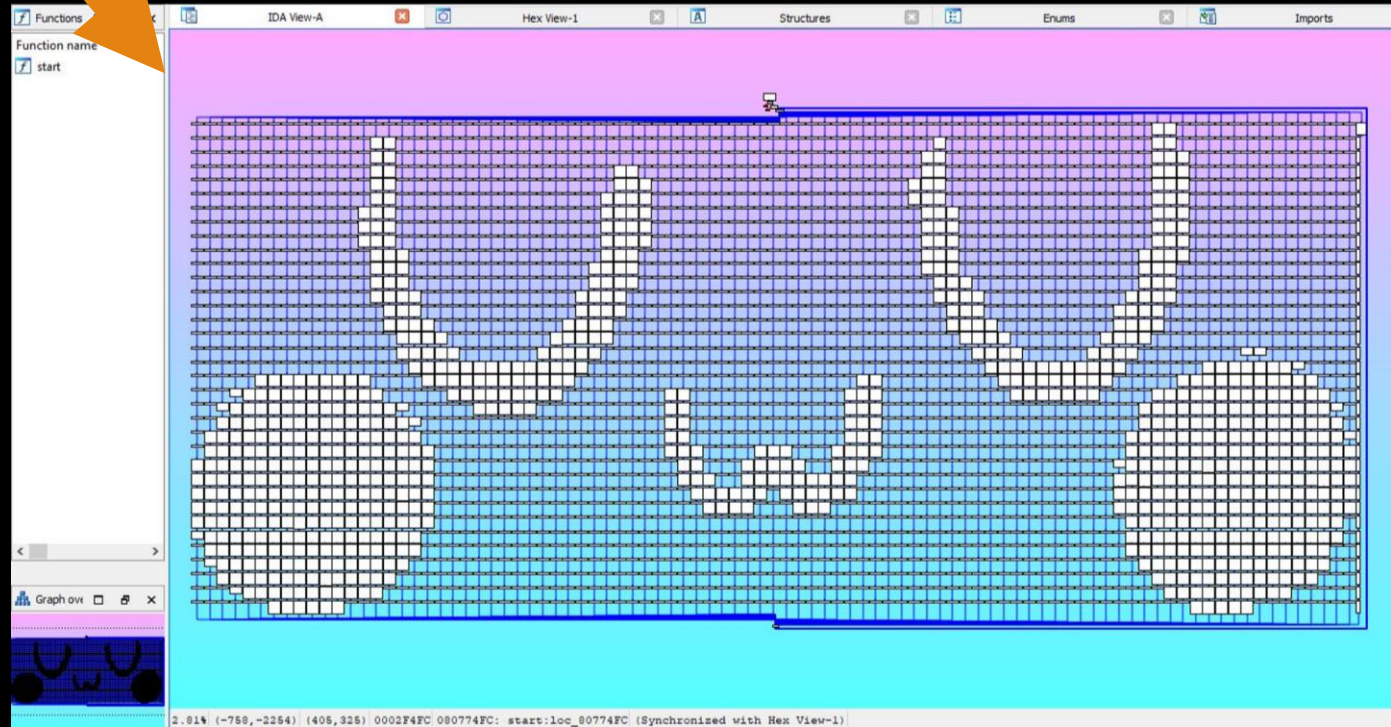 Functions
IDA View-A
Hex View-1
Structures
Enums
Imports
Function name
start
Graph ove
2.81% (-758,-2254) (405,325) 0002F4FC 080774FC: start:loc_80774FC (Synchronized with Hex View-1)